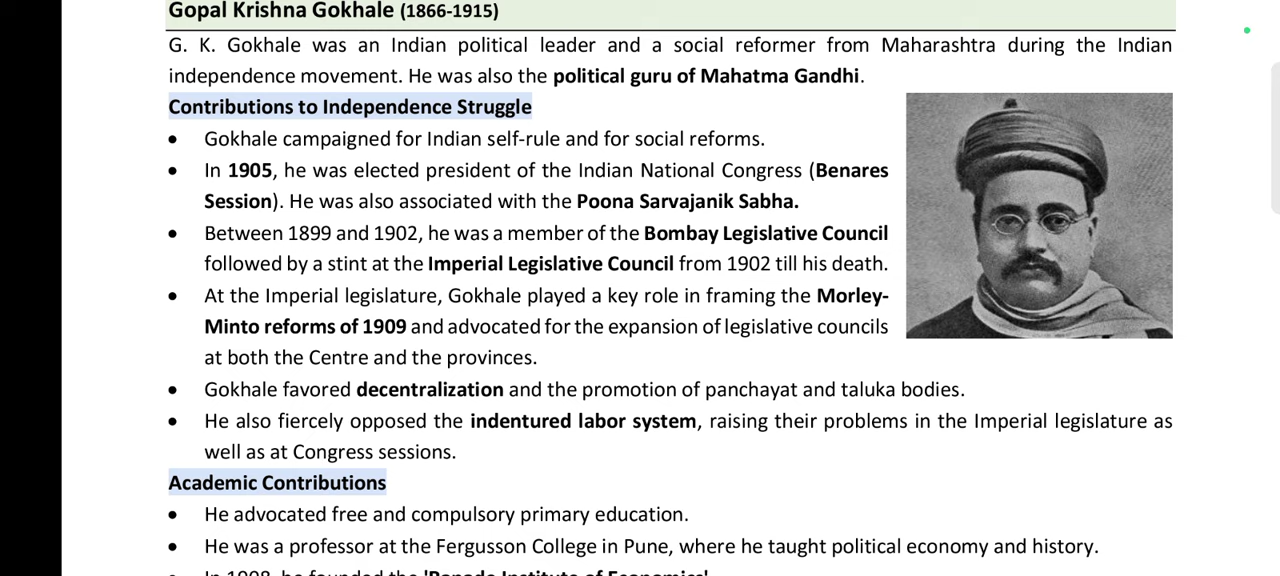 Gopal Krishna Gokhale (1866-1915)
G. K. Gokhale was an Indian political leader and a social reformer from Maharashtra during the Indian
independence movement. He was also the political guru of Mahatma Gandhi.
Contributions to Independence Struggle
• Gokhale campaigned for Indian self-rule and for social reforms.
• In 1905, he was elected president of the Indian National Congress (Benares
Session). He was also associated with the Poona Sarvajanik Sabha.
• Between 1899 and 1902, he was a member of the Bombay Legislative Council
followed by a stint at the Imperial Legislative Council from 1902 till his death.
• At the Imperial legislature, Gokhale played a key role in framing the Morley-
Minto reforms of 1909 and advocated for the expansion of legislative councils
at both the Centre and the provinces.
• Gokhale favored decentralization and the promotion of panchayat and taluka bodies.
• He also fiercely opposed the indentured labor system, raising their problems in the Imperial legislature as
well as at Congress sessions.
Academic Contributions
• He advocated free and compulsory primary education.
• He was a professor at the Fergusson College in Pune, where he taught political economy and history.
• In 1908, he founded the 'Ranade Institute of Economics'.